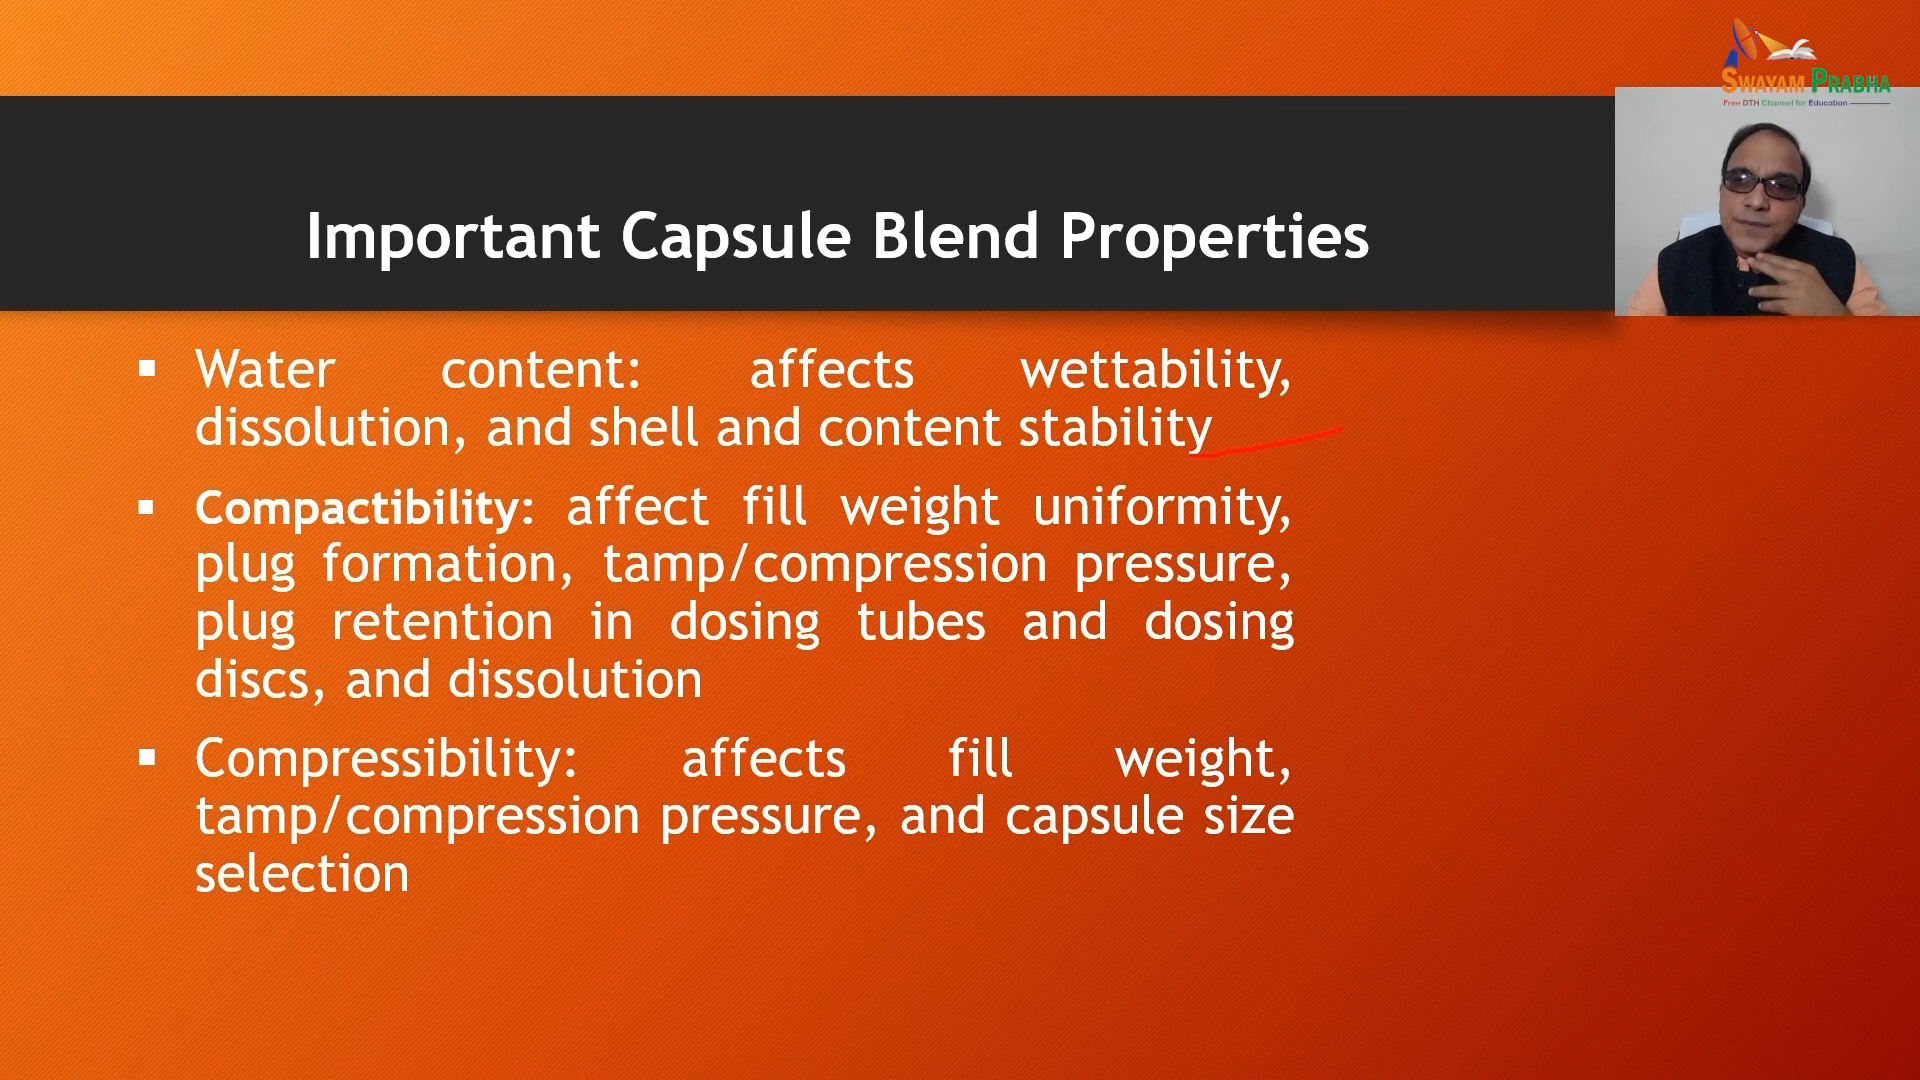 SWAYAM PRABHA
Free DTH Channel for Education
Important Capsule Blend Properties
▪ Water content: affects wettability,
dissolution, and shell and content stability
▪ Compactibility: affect fill weight uniformity,
plug formation, tamp/compression pressure,
plug retention in dosing tubes and dosing
discs, and dissolution
▪ Compressibility: affects fill weight,
tamp/compression pressure, and capsule size
selection